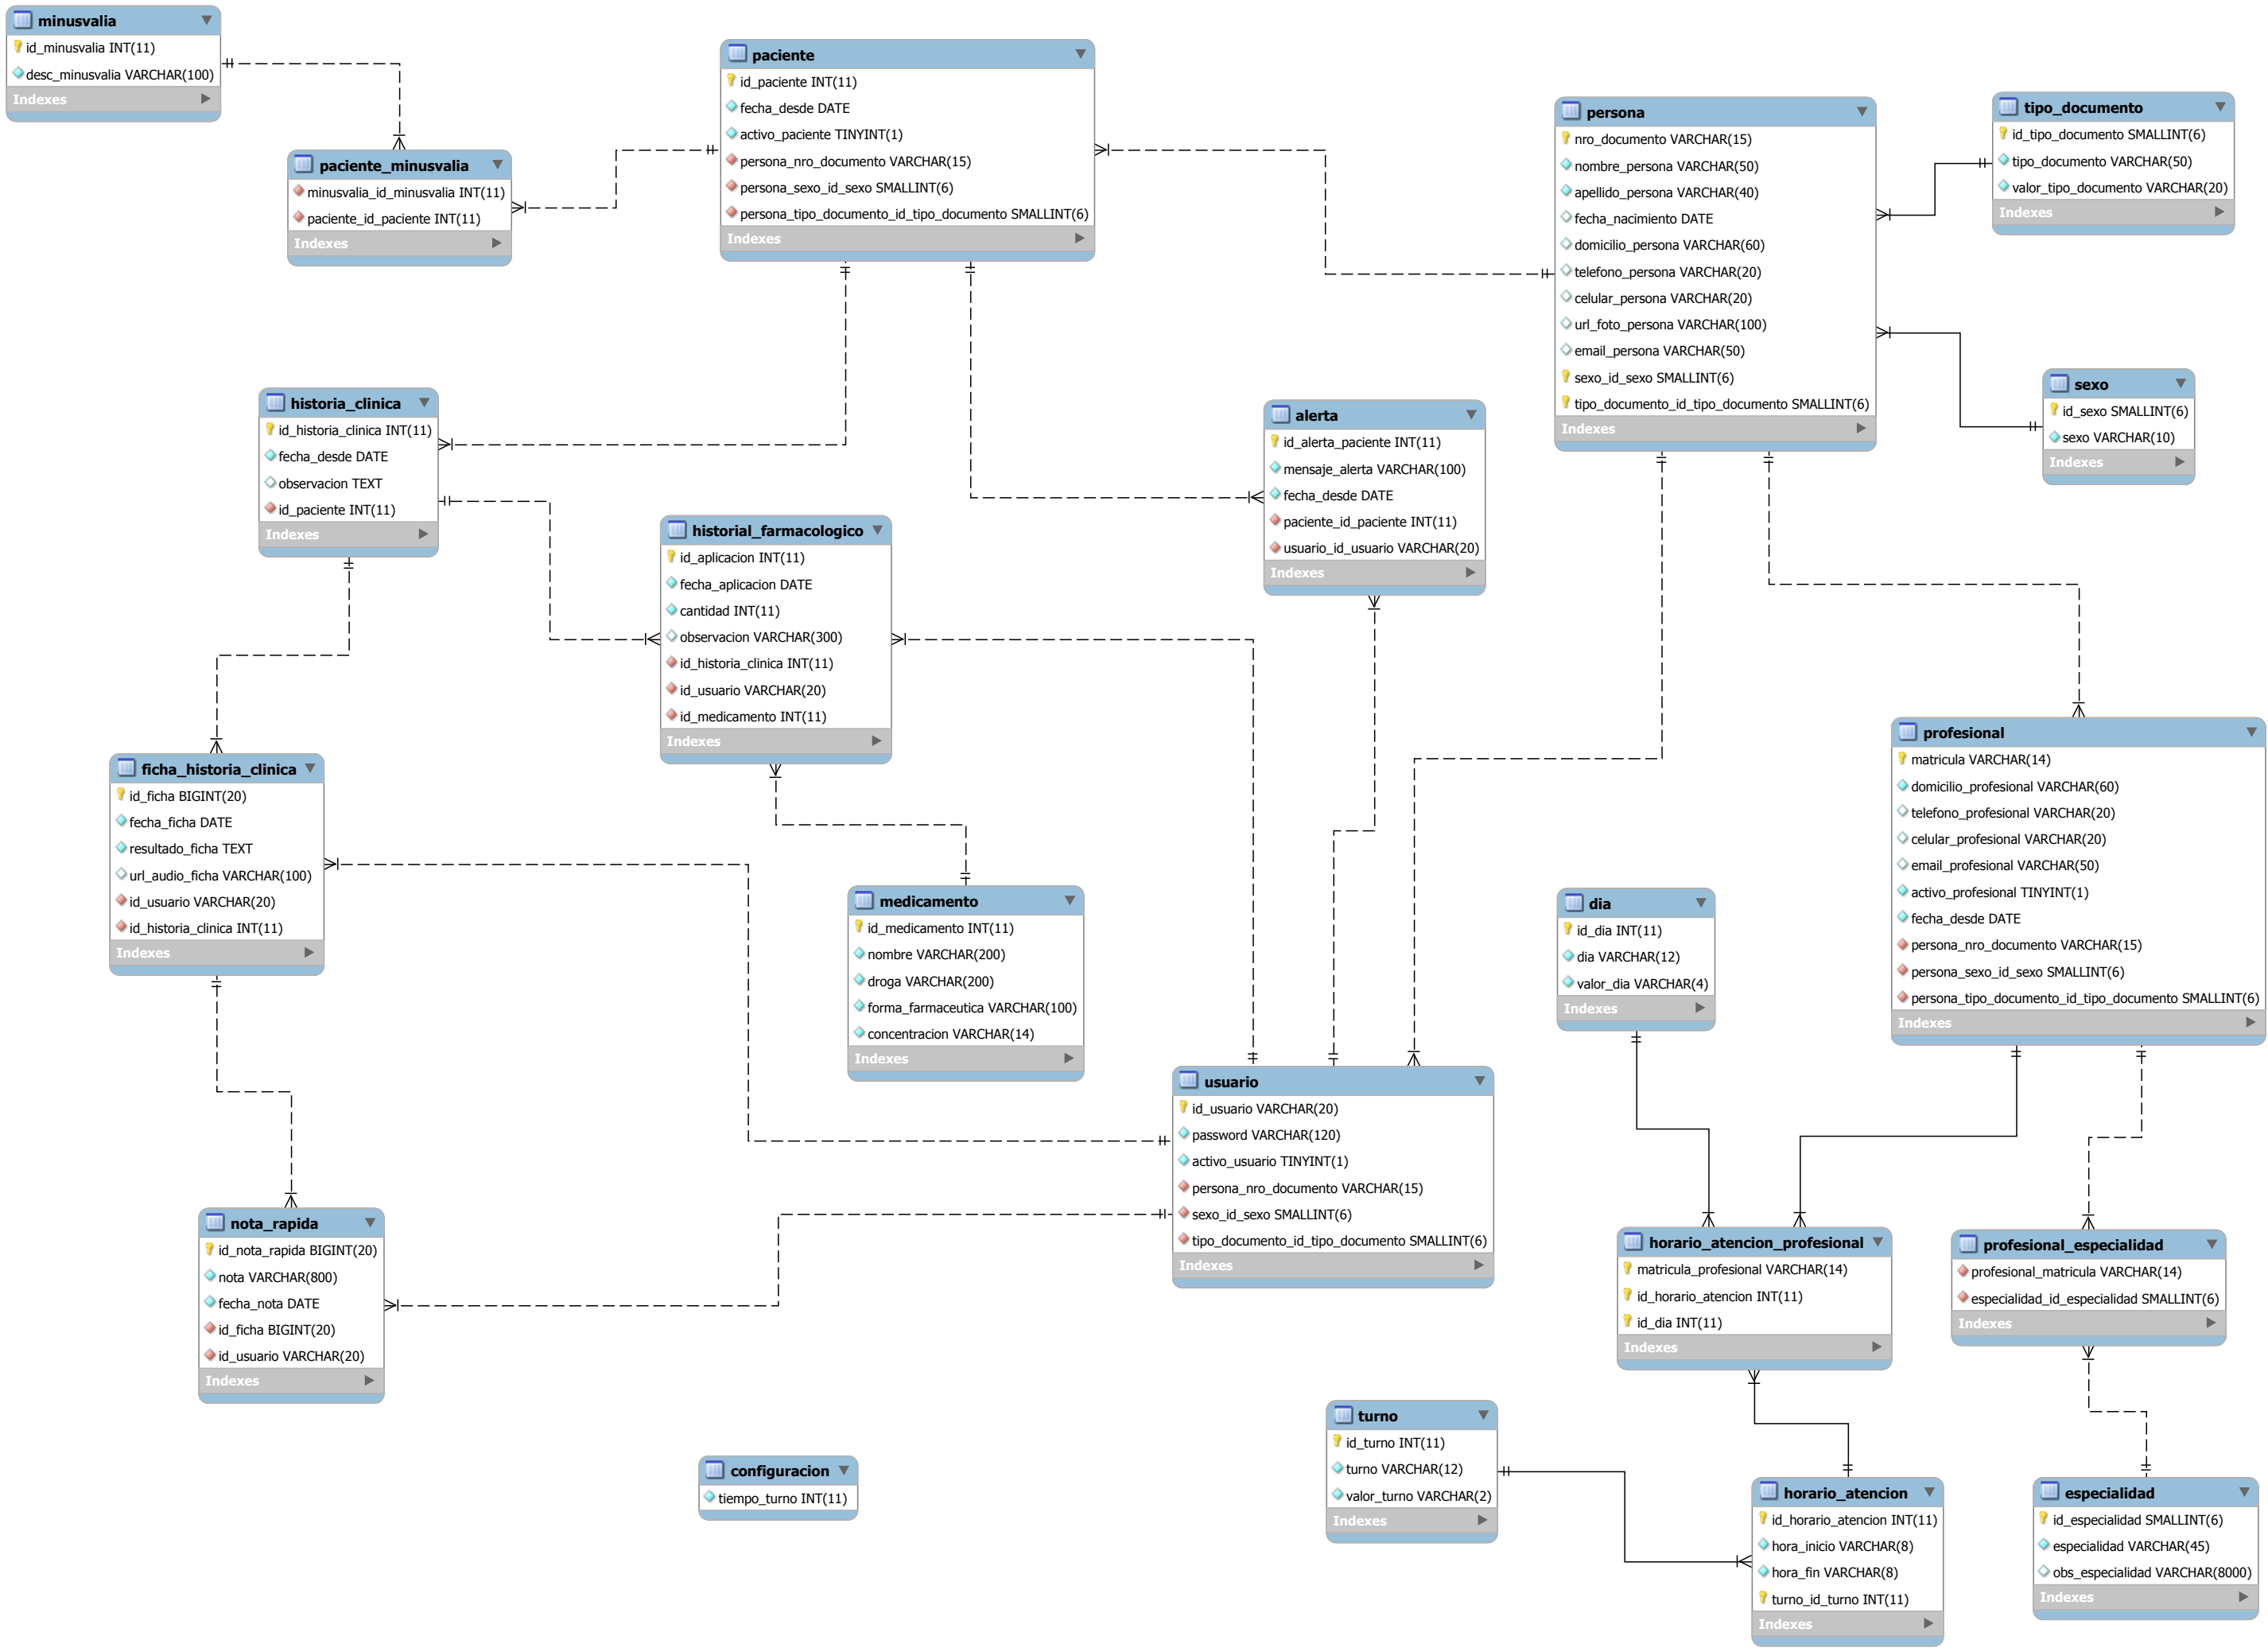 minusvalia
id_minusvalia INT(11)
desc_minusvalia VARCHAR(100)
Indexes
paciente_minusvalia
minusvalia_id_minusvalia INT(11)
paciente_id_paciente INT(11)
Indexes
paciente
id_paciente INT(11)
fecha_desde DATE
activo_paciente TINYINT(1)
persona_nro_documento VARCHAR(15)
persona_sexo_id_sexo SMALLINT(6)
persona_tipo_documento_id_tipo_documento SMALLINT(6)
Indexes
persona
nro_documento VARCHAR(15)
nombre_persona VARCHAR(50)
apellido_persona VARCHAR(40)
fecha_nacimiento DATE
domicilio_persona VARCHAR(60)
telefono_persona VARCHAR(20)
celular_persona VARCHAR(20)
url_foto_persona VARCHAR(100)
email_persona VARCHAR(50)
sexo_id_sexo SMALLINT(6)
tipo_documento_id_tipo_documento SMALLINT(6)
Indexes
tipo_documento
id_tipo_documento SMALLINT(6)
tipo_documento VARCHAR(50)
valor_tipo_documento VARCHAR(20)
Indexes
sexo
id_sexo SMALLINT(6)
sexo VARCHAR(10)
Indexes
historia_clinica
id_historia_clinica INT(11)
fecha_desde DATE
observacion TEXT
id_paciente INT(11)
Indexes
historial_farmacologico
id_aplicacion INT(11)
fecha_aplicacion DATE
cantidad INT(11)
observacion VARCHAR(300)
id_historia_clinica INT(11)
id_usuario VARCHAR(20)
id_medicamento INT(11)
Indexes
alerta
id_alerta_paciente INT(11)
mensaje_alerta VARCHAR(100)
fecha_desde DATE
paciente_id_paciente INT(11)
usuario_id_usuario VARCHAR(20)
Indexes
ficha_historia_clinica
id_ficha BIGINT(20)
fecha_ficha DATE
resultado_ficha TEXT
url_audio_ficha VARCHAR(100)
id_usuario VARCHAR(20)
id_historia_clinica INT(11)
Indexes
medicamento
id_medicamento INT(11)
nombre VARCHAR(200)
droga VARCHAR(200)
forma_farmaceutica VARCHAR(100)
concentracion VARCHAR(14)
Indexes
profesional
matricula VARCHAR(14)
domicilio_profesional VARCHAR(60)
telefono_profesional VARCHAR(20)
celular_profesional VARCHAR(20)
email_profesional VARCHAR(50)
activo_profesional TINYINT(1)
fecha_desde DATE
persona_nro_documento VARCHAR(15)
persona_sexo_id_sexo SMALLINT(6)
persona_tipo_documento_id_tipo_documento SMALLINT(6)
Indexes
dia
id_dia INT(11)
dia VARCHAR(12)
valor_dia VARCHAR(4)
Indexes
usuario
id_usuario VARCHAR(20)
password VARCHAR(120)
activo_usuario TINYINT(1)
persona_nro_documento VARCHAR(15)
sexo_id_sexo SMALLINT(6)
tipo_documento_id_tipo_documento SMALLINT(6)
Indexes
nota_rapida
id_nota_rapida BIGINT(20)
nota VARCHAR(800)
fecha_nota DATE
id_ficha BIGINT(20)
id_usuario VARCHAR(20)
Indexes
horario_atencion_profesional
matricula_profesional VARCHAR(14)
id_horario_atencion INT(11)
id_dia INT(11)
Indexes
profesional_especialidad
profesional_matricula VARCHAR(14)
especialidad_id_especialidad SMALLINT(6)
Indexes
configuracion
tiempo_turno INT(11)
turno
id_turno INT(11)
turno VARCHAR(12)
valor_turno VARCHAR(2)
Indexes
horario_atencion
id_horario_atencion INT(11)
hora_inicio VARCHAR(8)
hora_fin VARCHAR(8)
turno_id_turno INT(11)
Indexes
especialidad
id_especialidad SMALLINT(6)
especialidad VARCHAR(45)
obs_especialidad VARCHAR(8000)
Indexes